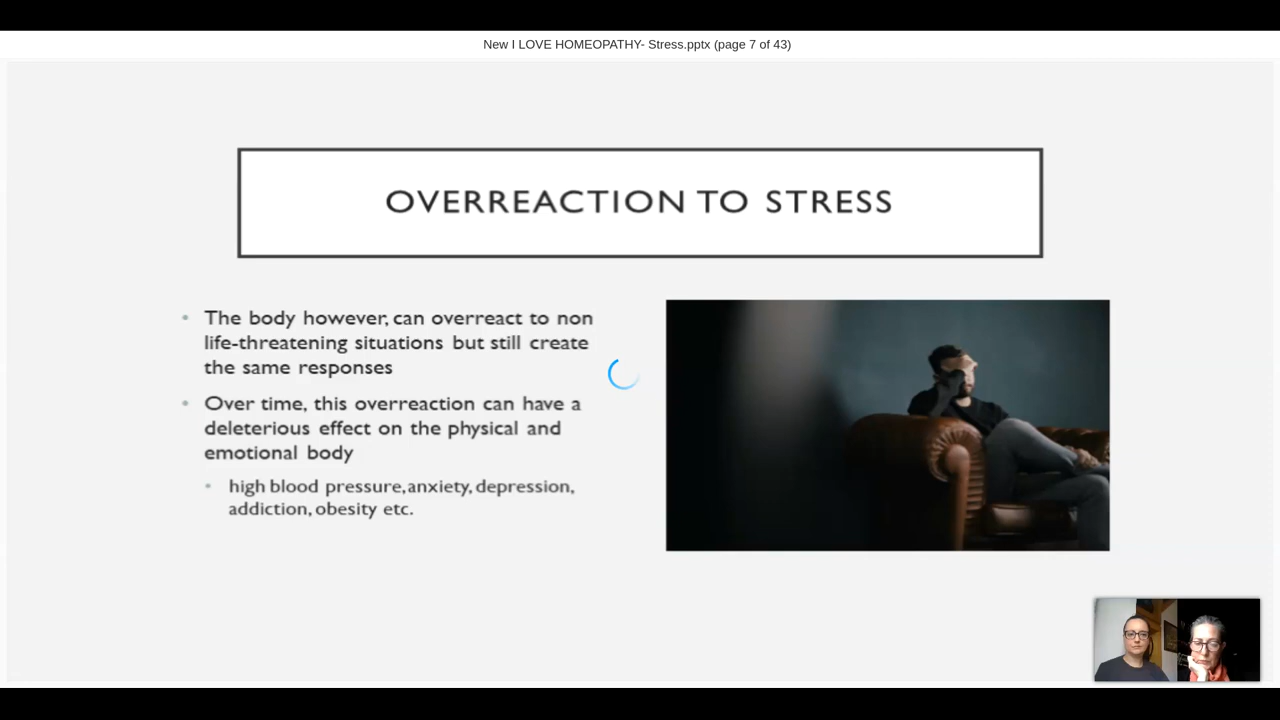 New I LOVE HOMEOPATHY- Stress.pptx (page 7 of 43)
OVERREACTION TO STRESS
• The body however, can overreact to non
life-threatening situations but still create
the same responses
• Over time, this overreaction can have a
deleterious effect on the physical and
emotional body
• high blood pressure, anxiety, depression,
addiction, obesity etc.